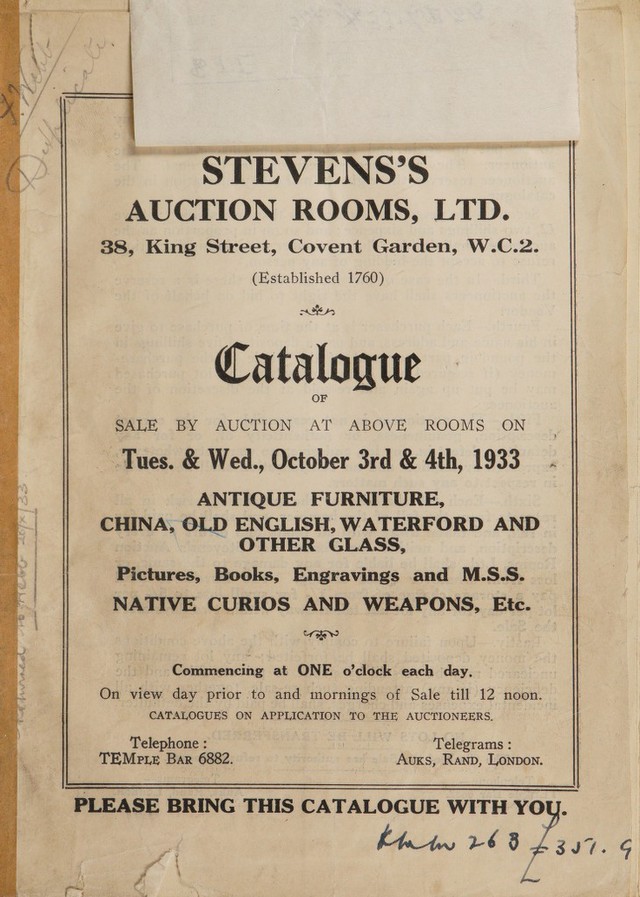 Duplicate.
STEVENS'S
AUCTION ROOMS, LTD.
38, King Street, Covent Garden, W.C.2.
(Established 1760)
Catalogue
OF
SALE BY AUCTION AT ABOVE ROOMS ON
Tues. & Wed., October 3rd & 4th, 1933
ANTIQUE FURNITURE,
CHINA, OLD ENGLISH, WATERFORD AND
OTHER GLASS,
Pictures, Books, Engravings and M.S.S.
NATIVE CURIOS AND WEAPONS, Etc.
Commencing at ONE o'clock each day.
On view day prior to and mornings of Sale till 12 noon.
CATALOGUES ON APPLICATION TO THE AUCTIONEERS.
Telephone :
TEMPLE BAR 6882.
Telegrams :
AUKS, RAND, LONDON.
PLEASE BRING THIS CATALOGUE WITH YOU.
263 £351. 9